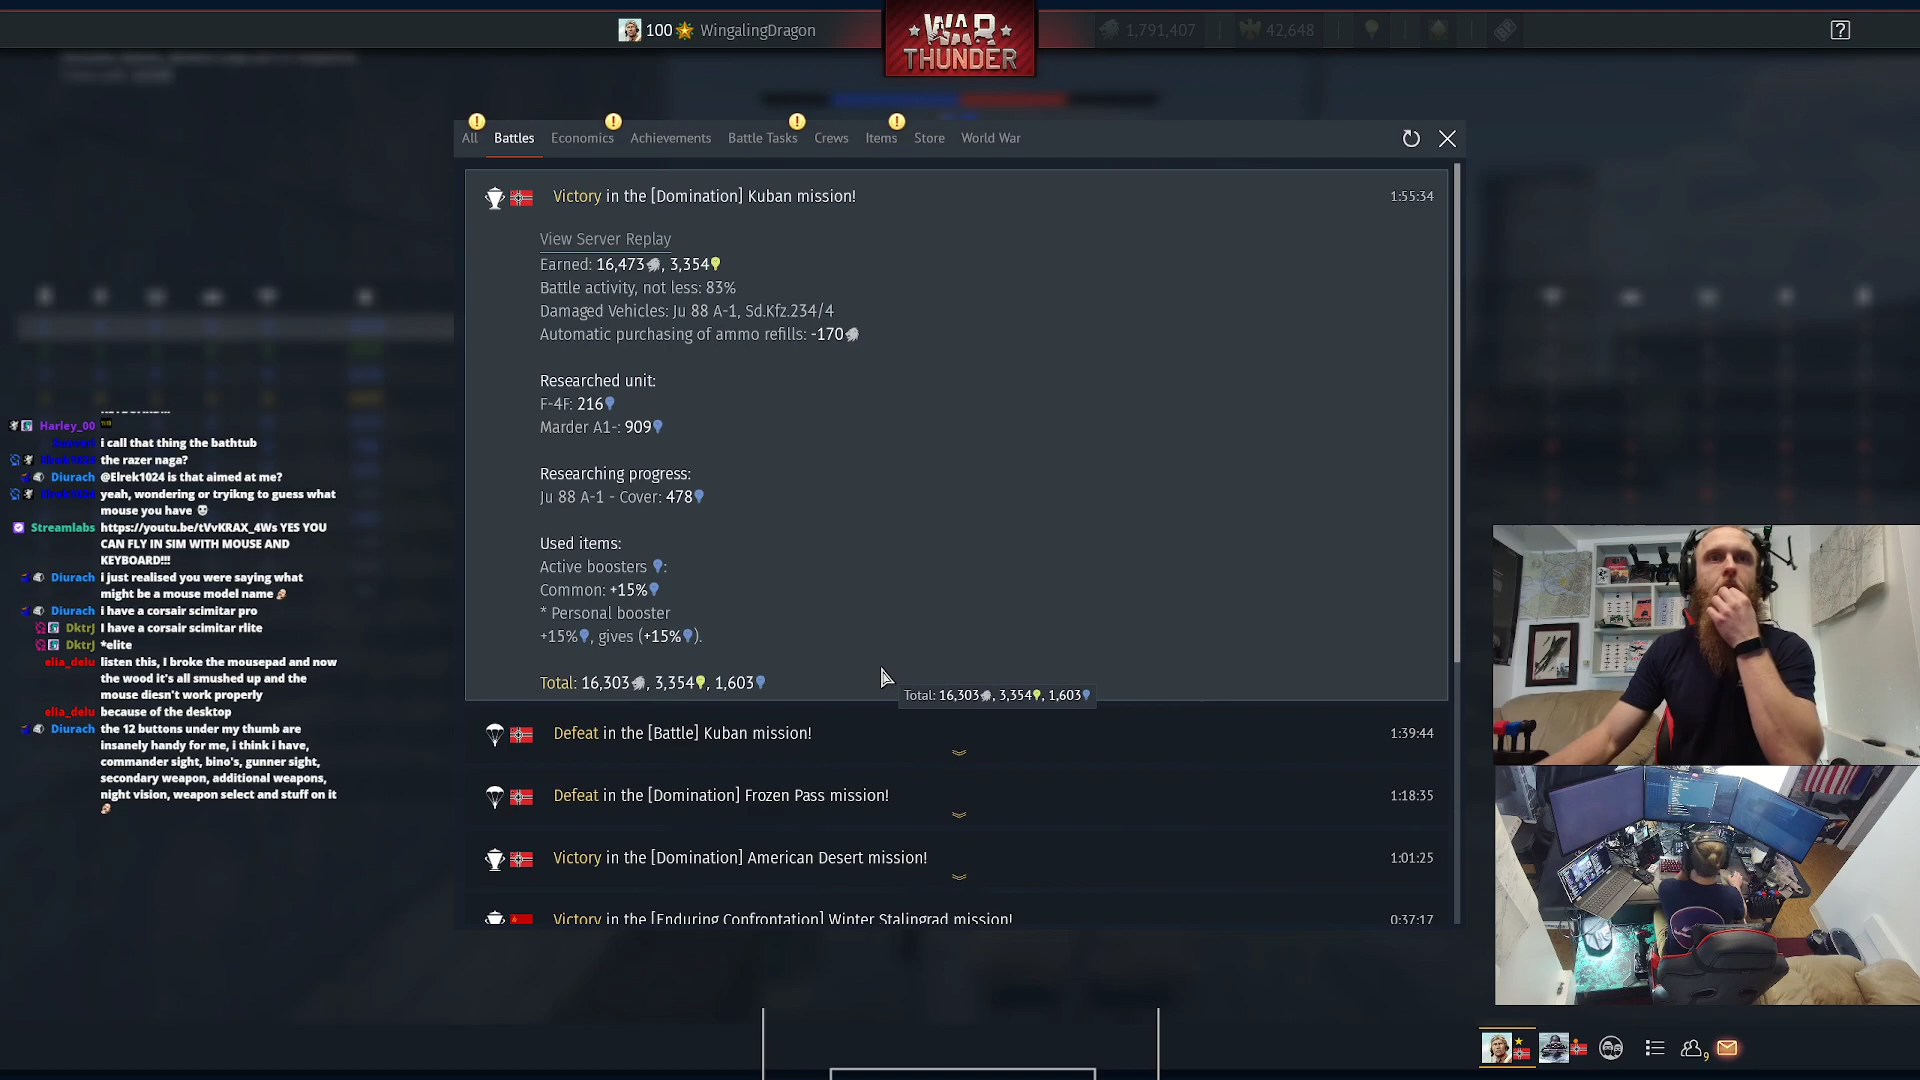 100 WingalingDragon
WAR
THUNDER
1,791,407
42,648
?
All Battles Economics Achievements Battle Tasks Crews Items Store World War
Victory in the [Domination] Kuban mission! 1:55:34
View Server Replay
Earned: 16,473, 3,354
Battle activity, not less: 83%
Damaged Vehicles: Ju 88 A-1, Sd.Kfz.234/4
Automatic purchasing of ammo refills: -170
Researched unit:
F-4F: 216
Marder A1-: 909
Researching progress:
Ju 88 A-1 - Cover: 478
Used items:
Active boosters :
Common: +15%
* Personal booster
+15%, gives (+15%).
Total: 16,303, 3,354, 1,603
Total: 16,303, 3,354, 1,603
Defeat in the [Battle] Kuban mission! 1:39:44
Defeat in the [Domination] Frozen Pass mission! 1:18:35
Victory in the [Domination] American Desert mission! 1:01:25
Victory in the [Enduring Confrontation] Winter Stalingrad mission! 0:37:17
Harley_00
i call that thing the bathtub
Elrek1024 the razer naga?
Diurach @Elrek1024 is that aimed at me?
Elrek1024 yeah, wondering or tryikng to guess what
mouse you have
Streamlabs https://youtu.be/tVvKRAX_4Ws YES YOU
CAN FLY IN SIM WITH MOUSE AND
KEYBOARD!!!
Diurach i just realised you were saying what
might be a mouse model name
Diurach i have a corsair scimitar pro
DktrJ I have a corsair scimitar rlite
DktrJ *elite
elia_delu listen this, I broke the mousepad and now
the wood it's all smushed up and the
mouse diesn't work properly
elia_delu because of the desktop
Diurach the 12 buttons under my thumb are
insanely handy for me, i think i have,
commander sight, bino's, gunner sight,
secondary weapon, additional weapons,
night vision, weapon select and stuff on it
9